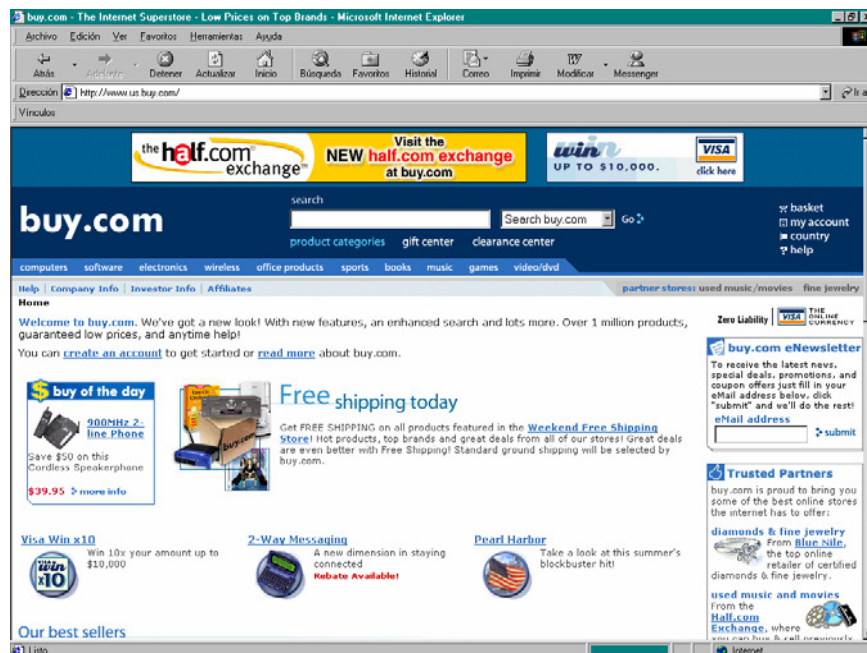 buy.com - The Internet Superstore - Low Prices on Top Brands - Microsoft Internet Explorer
Archivo Edición Ver Favoritos Herramientas Ayuda
Atrás Adelante Detener Actualizar Inicio Búsqueda Favoritos Historial Correo Imprimir Modificar Messenger
Dirección http://www.us.buy.com/ Ir a
Vínculos
the half.com exchange
Visit the
NEW half.com exchange
at buy.com
win
UP TO $10,000.
VISA
click here
buy.com
search
Search buy.com Go
product categories gift center clearance center
basket
my account
country
help
computers software electronics wireless office products sports books music games video/dvd
Help | Company Info | Investor Info | Affiliates
partner stores: used music/movies fine jewelry
Home
Welcome to buy.com. We've got a new look! With new features, an enhanced search and lots more. Over 1 million products,
guaranteed low prices, and anytime help!
You can create an account to get started or read more about buy.com.
buy of the day
900MHz 2-
line Phone
Save $50 on this
Cordless Speakerphone
$39.95 more info
buy.com
Free shipping today
Get FREE SHIPPING on all products featured in the Weekend Free Shipping
Store! Hot products, top brands and great deals from all of our stores! Great deals
are even better with Free Shipping! Standard ground shipping will be selected by
buy.com.
Visa Win x10
win
x10
Win 10x your amount up to
$10,000
2-Way Messaging
A new dimension in staying
connected
Rebate Available!
Pearl Harbor
Take a look at this summer's
blockbuster hit!
Our best sellers
Zero Liability VISA THE
ONLINE
CURRENCY
buy.com eNewsletter
To receive the latest news,
special deals, promotions, and
coupon offers just fill in your
eMail address below, click
"submit" and we'll do the rest!
eMail address
submit
Trusted Partners
buy.com is proud to bring you
some of the best online stores
the internet has to offer:
diamonds & fine jewelry
From Blue Nile,
the top online
retailer of certified
diamonds & fine jewelry.
used music and movies
From the
Half.com
Exchange, where
you can buy & sell previously
Listo
Internet